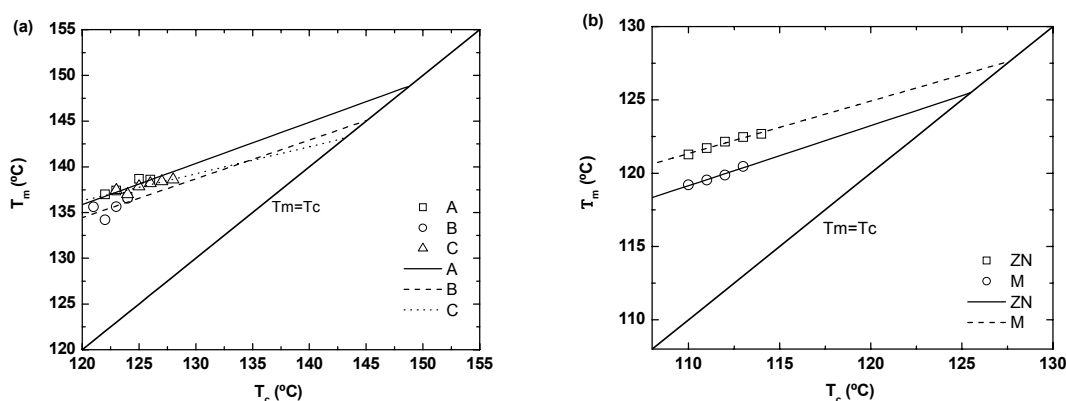 (a)
155
150
145
140
135
130
125
120
T_m (ºC)
120 125 130 135 140 145 150 155
T_c (ºC)
Tm=Tc
A
B
C
A
B
C
(b)
130
125
120
115
110
T_m (ºC)
110 115 120 125 130
T_c (ºC)
Tm=Tc
ZN
M
ZN
M